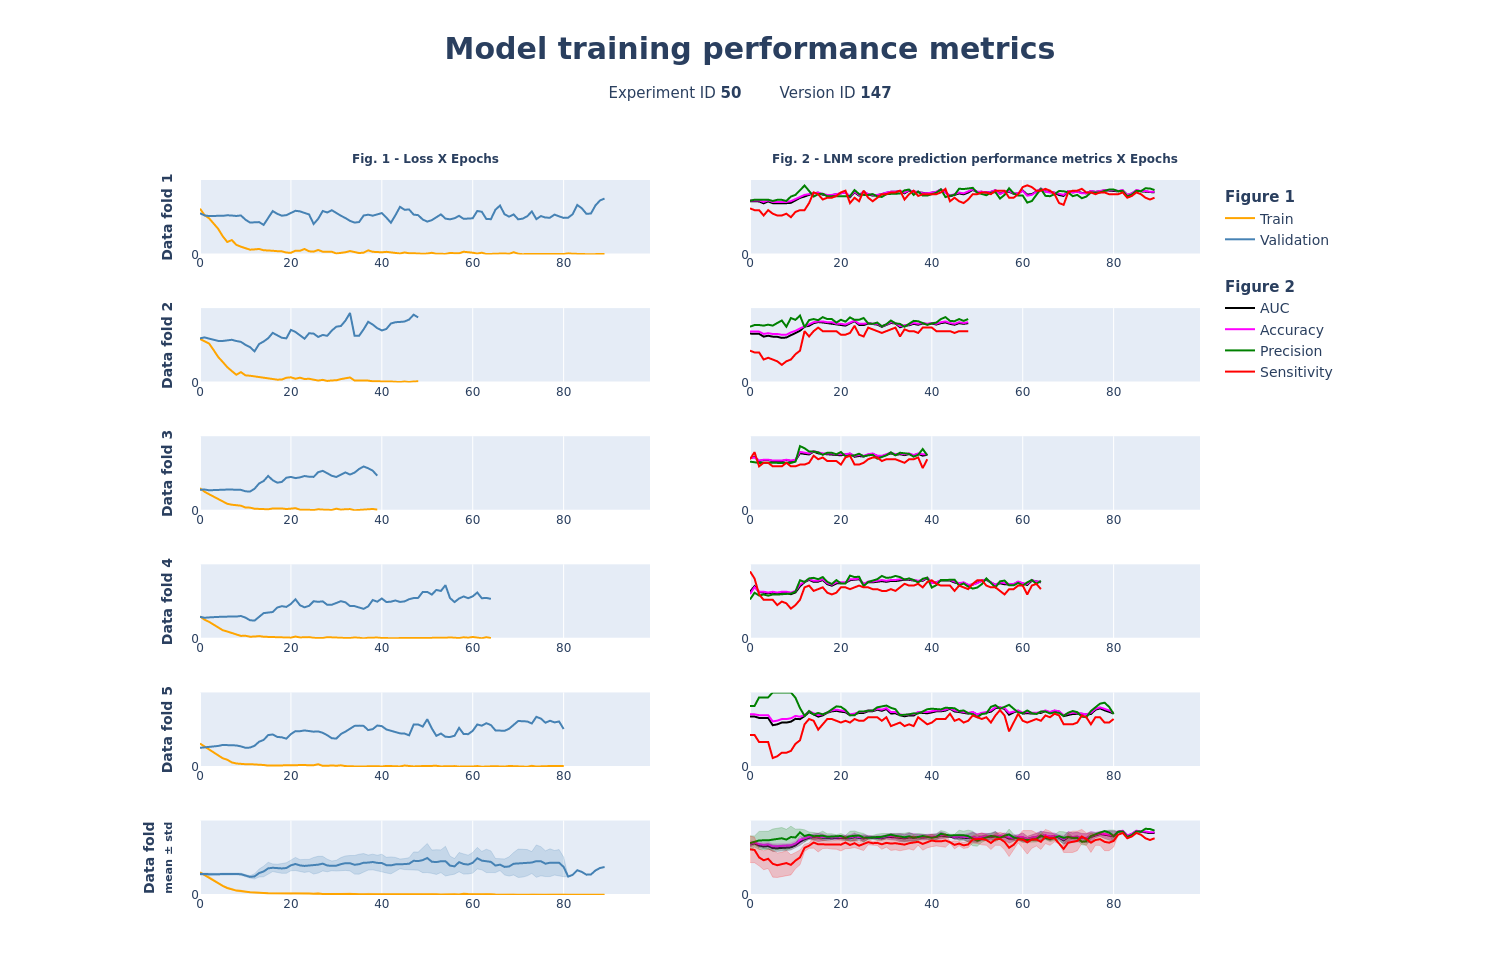 Model training performance metrics
Experiment ID 50 Version ID 147
Fig. 1 - Loss X Epochs
Fig. 2 - LNM score prediction performance metrics X Epochs
Data fold 1
0
0 20 40 60 80
0
0 20 40 60 80
Figure 1
Train
Validation
Figure 2
AUC
Accuracy
Precision
Sensitivity
Data fold 2
0
0 20 40 60 80
0
0 20 40 60 80
Data fold 3
0
0 20 40 60 80
0
0 20 40 60 80
Data fold 4
0
0 20 40 60 80
0
0 20 40 60 80
Data fold 5
0
0 20 40 60 80
0
0 20 40 60 80
Data fold
mean ± std
0
0 20 40 60 80
0
0 20 40 60 80